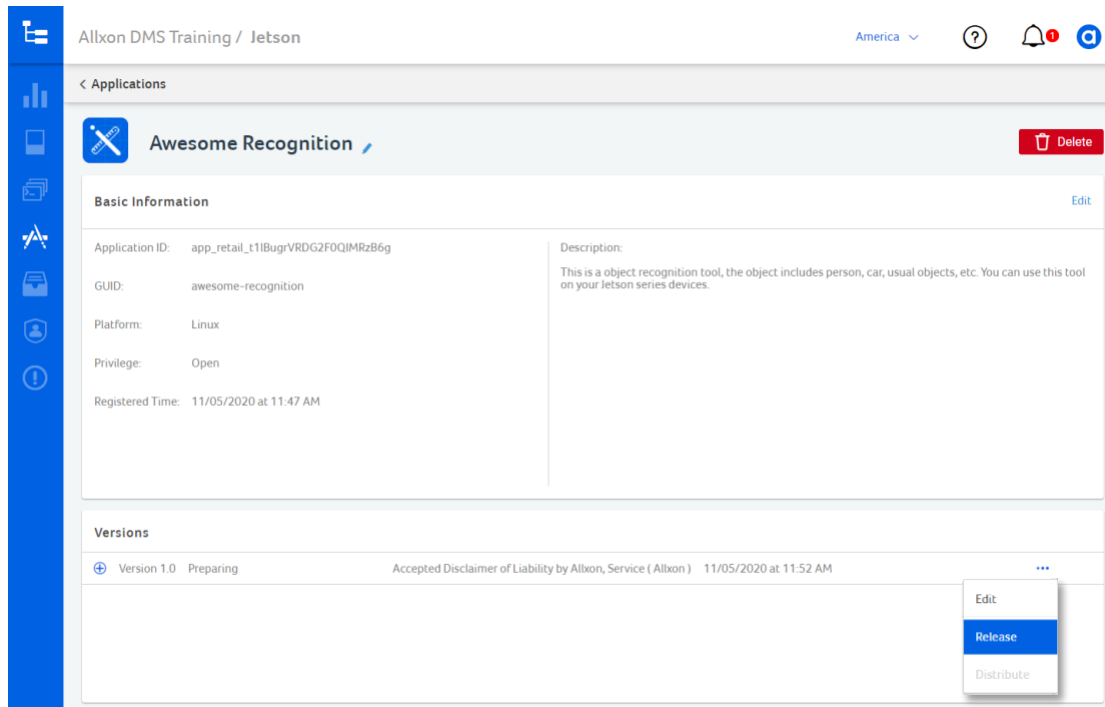 Allxon DMS Training / Jetson
America
?
1
< Applications
Awesome Recognition
Delete
Basic Information
Edit
Application ID: app_retail_t1IBugrVRDG2F0QIMRzB6g
GUID: awesome-recognition
Platform: Linux
Privilege: Open
Registered Time: 11/05/2020 at 11:47 AM
Description:
This is a object recognition tool, the object includes person, car, usual objects, etc. You can use this tool
on your Jetson series devices.
Versions
Version 1.0 Preparing Accepted Disclaimer of Liability by Allxon, Service ( Allxon ) 11/05/2020 at 11:52 AM ...
Edit
Release
Distribute